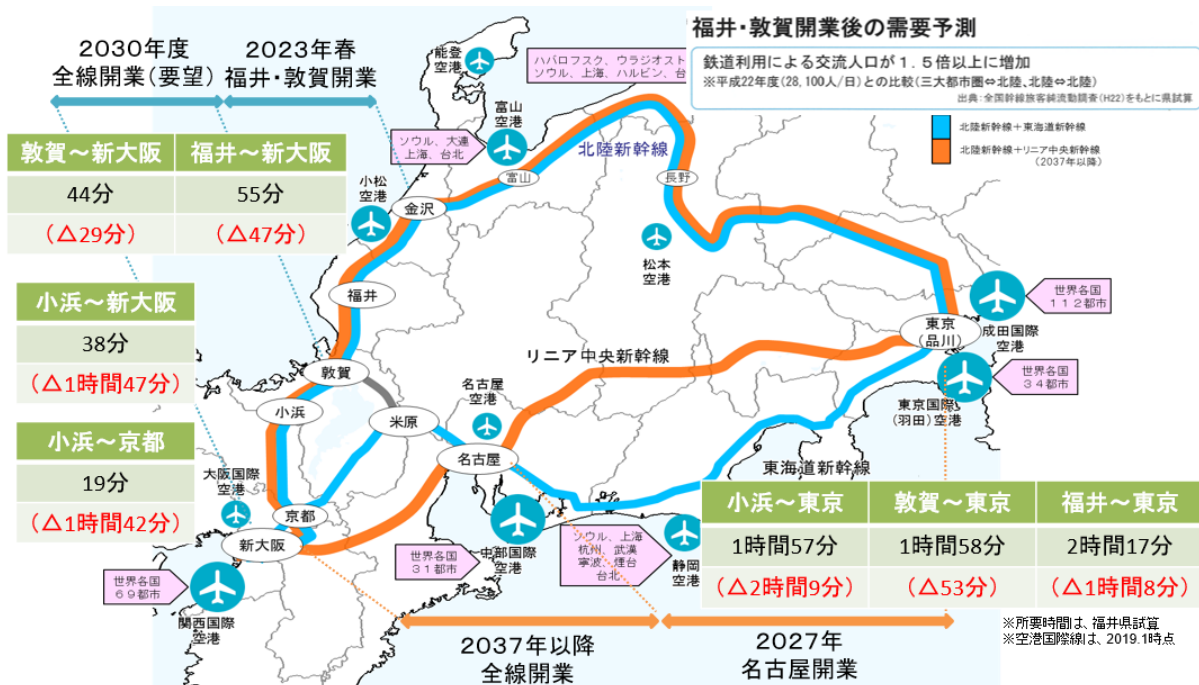 福井・敦賀開業後の需要予測
鉄道利用による交流人口が1.5倍以上に増加
※平成22年度(28,100人/日)との比較(三大都市圏⇔北陸、北陸⇔北陸)
出典:全国幹線旅客純流動調査(H22)をもとに県試算
北陸新幹線+東海道新幹線
北陸新幹線+リニア中央新幹線
(2037年以降)
2030年度
全線開業(要望)
2023年春
福井・敦賀開業
敦賀~新大阪
44分
(△29分)
福井~新大阪
55分
(△47分)
小浜~新大阪
38分
(△1時間47分)
小浜~京都
19分
(△1時間42分)
能登
空港
ハバロフスク、ウラジオスト
ソウル、上海、ハルビン、台
富山
空港
ソウル、大連
上海、台北
北陸新幹線
小松
空港
金沢
富山
長野
松本
空港
福井
敦賀
小浜
米原
京都
新大阪
大阪国際
空港
関西国際
空港
世界各国
69都市
名古屋
空港
名古屋
リニア中央新幹線
東海道新幹線
中部国際
空港
世界各国
31都市
ソウル、上海
杭州、武漢
寧波、煙台
台北
静岡
空港
東京
(品川)
成田国際
空港
世界各国
112都市
東京国際
(羽田)空港
世界各国
34都市
小浜~東京
1時間57分
(△2時間9分)
敦賀~東京
1時間58分
(△53分)
福井~東京
2時間17分
(△1時間8分)
※所要時間は、福井県試算
※空港国際線は、2019.1時点
2037年以降
全線開業
2027年
名古屋開業